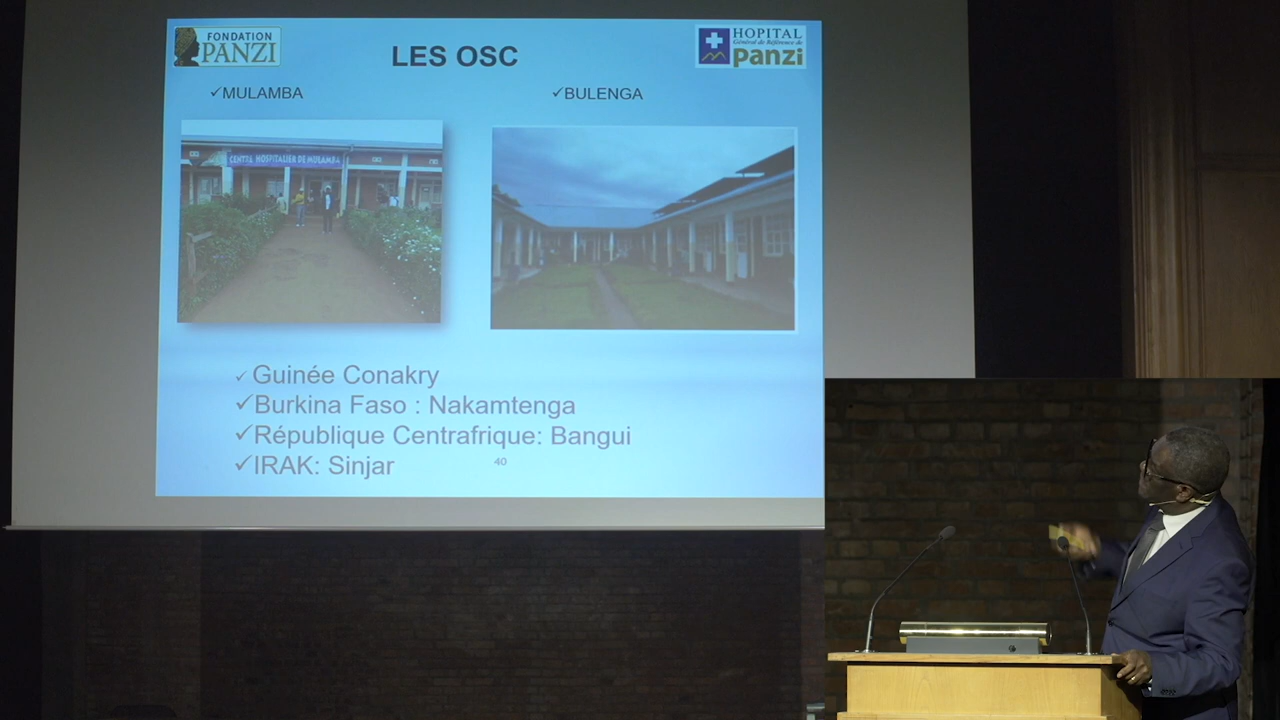 FONDATION
PANZI
LES OSC
HOPITAL
Général de Référence de
panzi
✓MULAMBA
✓BULENGA
CENTRE HOSPITALIER DE MULAMBA
✓ Guinée Conakry
✓Burkina Faso : Nakamtenga
✓République Centrafrique: Bangui
✓IRAK: Sinjar
40